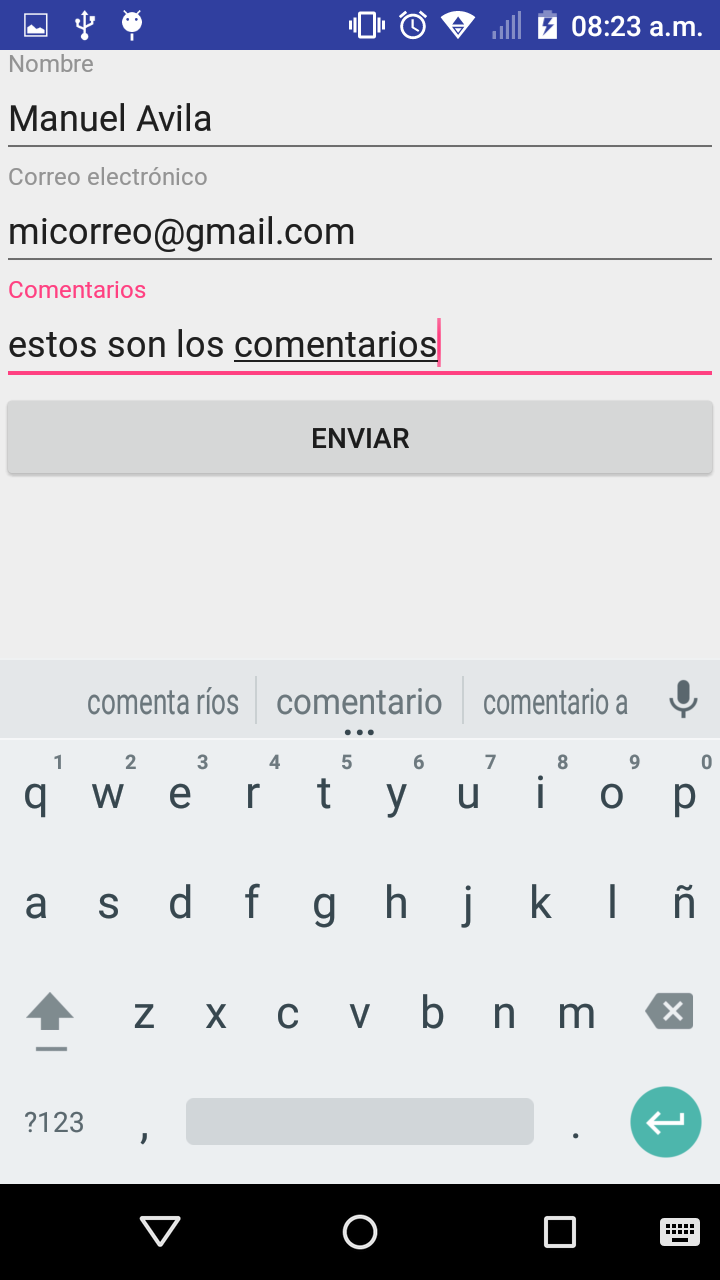 08:23 a.m.
Nombre
Manuel Avila
Correo electrónico
micorreo@gmail.com
Comentarios
estos son los comentarios
ENVIAR
comenta ríos comentario comentario a
1 2 3 4 5 6 7 8 9 0
q w e r t y u i o p
a s d f g h j k l ñ
z x c v b n m
?123 , .